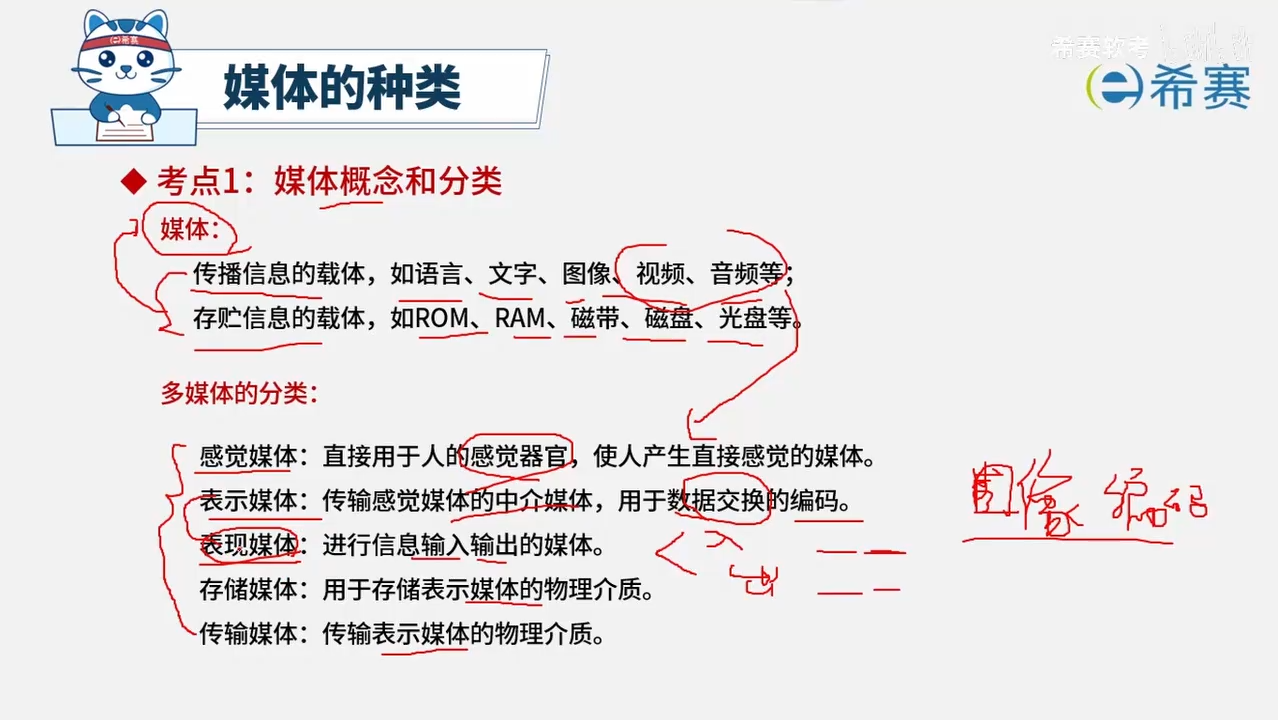 希赛
希赛软考
媒体的种类
希赛
考点1：媒体概念和分类
媒体：
传播信息的载体，如语言、文字、图像、视频、音频等；
存贮信息的载体，如ROM、RAM、磁带、磁盘、光盘等。
多媒体的分类：
感觉媒体：直接用于人的感觉器官，使人产生直接感觉的媒体。
表示媒体：传输感觉媒体的中介媒体，用于数据交换的编码。
图像 编码
表现媒体：进行信息输入输出的媒体。
入
出
存储媒体：用于存储表示媒体的物理介质。
传输媒体：传输表示媒体的物理介质。